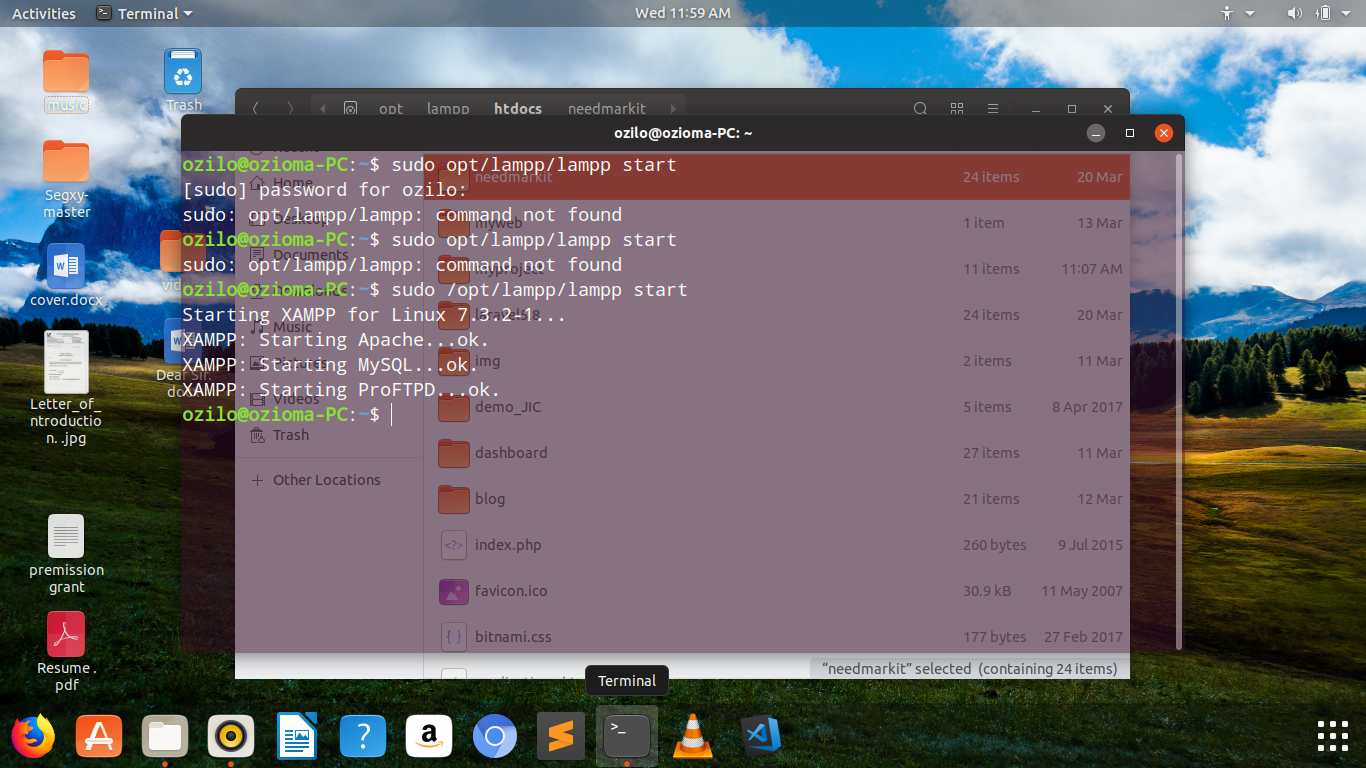 Activities
Terminal
Wed 11:59 AM
music
Trash
Segxy-
master
cover.docx
Letter_of_
ntroductio
n. .jpg
premission
grant
Resume .
pdf
opt lampp htdocs needmarkit
ozilo@ozioma-PC: ~
ozilo@ozioma-PC:~$ sudo opt/lampp/lampp start
[sudo] password for ozilo:
sudo: opt/lampp/lampp: command not found
ozilo@ozioma-PC:~$ sudo opt/lampp/lampp start
sudo: opt/lampp/lampp: command not found
ozilo@ozioma-PC:~$ sudo /opt/lampp/lampp start
Starting XAMPP for Linux 7.3.2-1...
XAMPP: Starting Apache...ok.
XAMPP: Starting MySQL...ok.
XAMPP: Starting ProFTPD...ok.
ozilo@ozioma-PC:~$
Home
Documents
Music
Videos
Trash
Other Locations
needmarkit 24 items 20 Mar
myweb 1 item 13 Mar
myproject 11 items 11:07 AM
24 items 20 Mar
img 2 items 11 Mar
demo_JIC 5 items 8 Apr 2017
dashboard 27 items 11 Mar
blog 21 items 12 Mar
index.php 260 bytes 9 Jul 2015
favicon.ico 30.9 kB 11 May 2007
bitnami.css 177 bytes 27 Feb 2017
“needmarkit” selected (containing 24 items)
Terminal